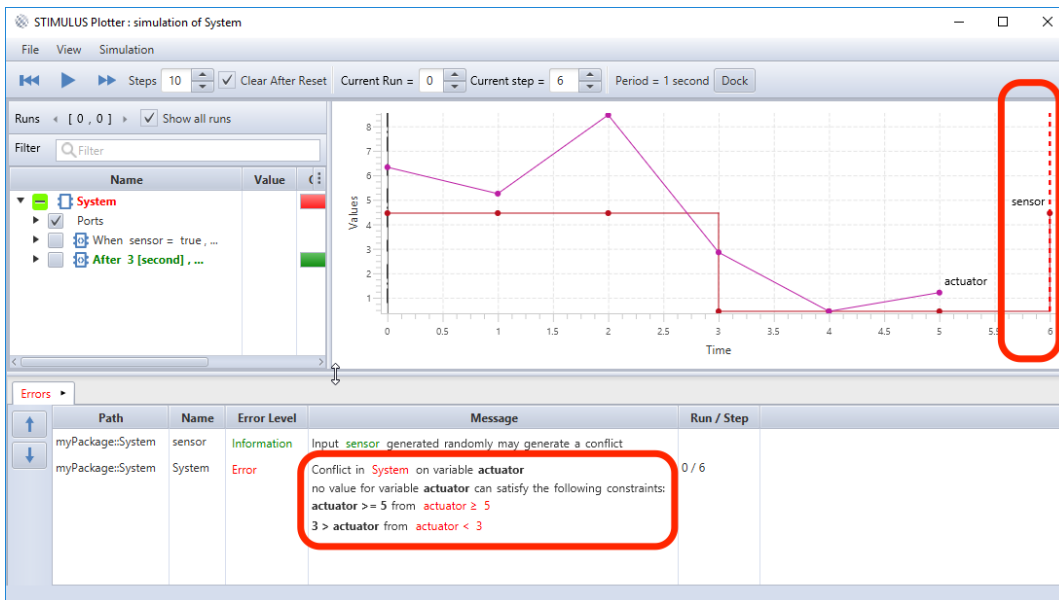 STIMULUS Plotter : simulation of System
File View Simulation
Steps 10 Clear After Reset Current Run = 0 Current step = 6 Period = 1 second Dock
Runs [ 0 , 0 ] Show all runs
Filter Filter
Name Value
System
Ports
When sensor = true , ...
After 3 [second] , ...
Values
8
7
6
5
4
3
2
1
sensor
actuator
0 0.5 1 1.5 2 2.5 3 3.5 4 4.5 5 5.5 6
Time
Errors
Path Name Error Level Message Run / Step
myPackage::System sensor Information Input sensor generated randomly may generate a conflict
myPackage::System System Error Conflict in System on variable actuator 0 / 6
no value for variable actuator can satisfy the following constraints:
actuator >= 5 from actuator ≥ 5
3 > actuator from actuator < 3